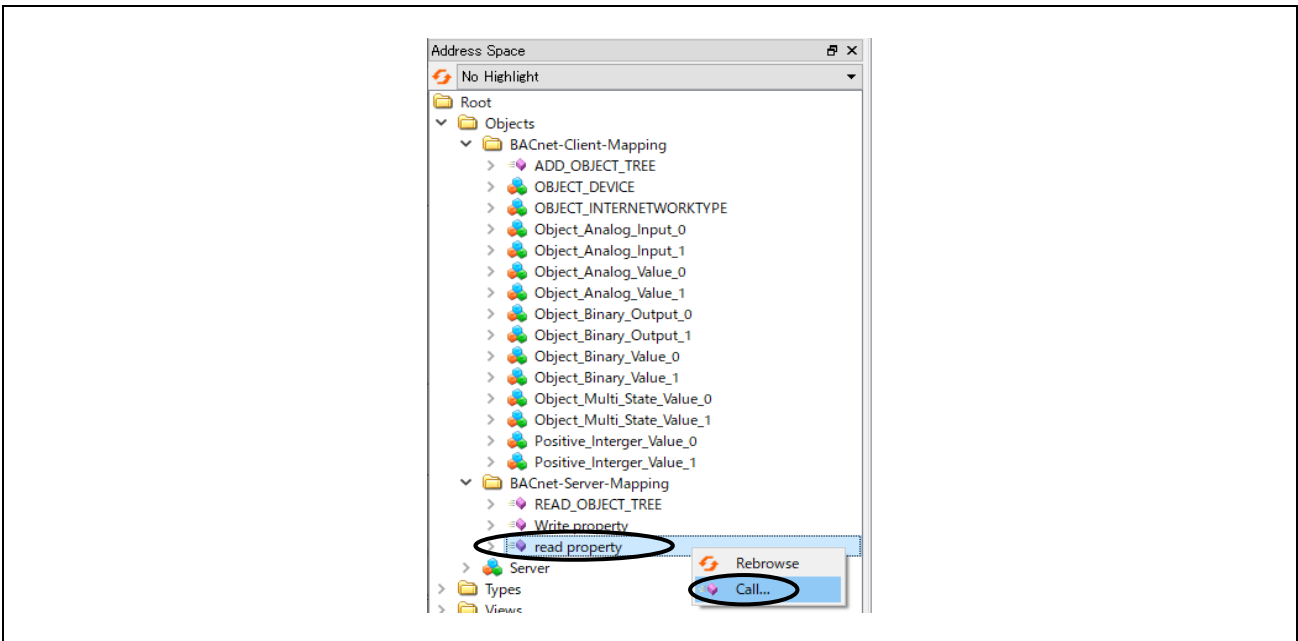 Address Space
No Highlight
Root
Objects
BACnet-Client-Mapping
ADD_OBJECT_TREE
OBJECT_DEVICE
OBJECT_INTERNETWORKTYPE
Object_Analog_Input_0
Object_Analog_Input_1
Object_Analog_Value_0
Object_Analog_Value_1
Object_Binary_Output_0
Object_Binary_Output_1
Object_Binary_Value_0
Object_Binary_Value_1
Object_Multi_State_Value_0
Object_Multi_State_Value_1
Positive_Interger_Value_0
Positive_Interger_Value_1
BACnet-Server-Mapping
READ_OBJECT_TREE
Write property
read property
Rebrowse
Server
Types
Call...
Views